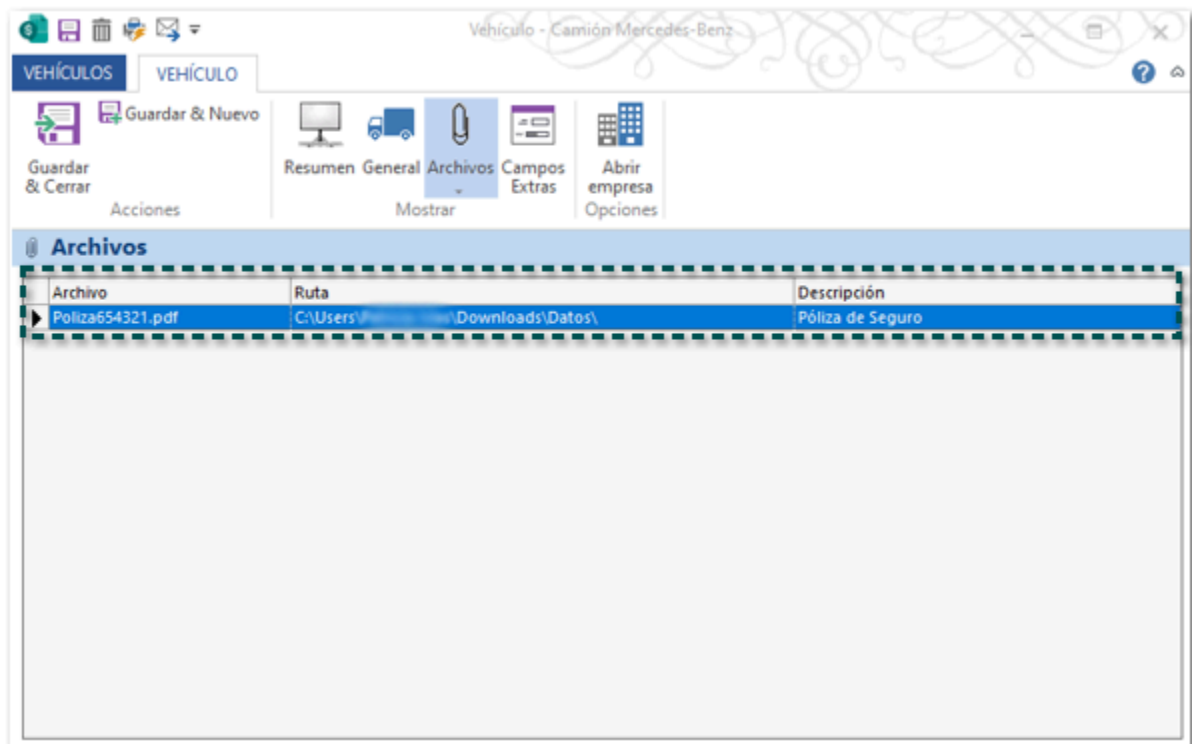 Vehículo - Camión Mercedes-Benz
VEHÍCULOS VEHÍCULO
Guardar & Cerrar
Guardar & Nuevo
Resumen General Archivos Campos Extras
Abrir empresa
Acciones Mostrar Opciones
Archivos
Archivo Ruta Descripción
Poliza654321.pdf C:\Users\ \Downloads\Datos\ Póliza de Seguro